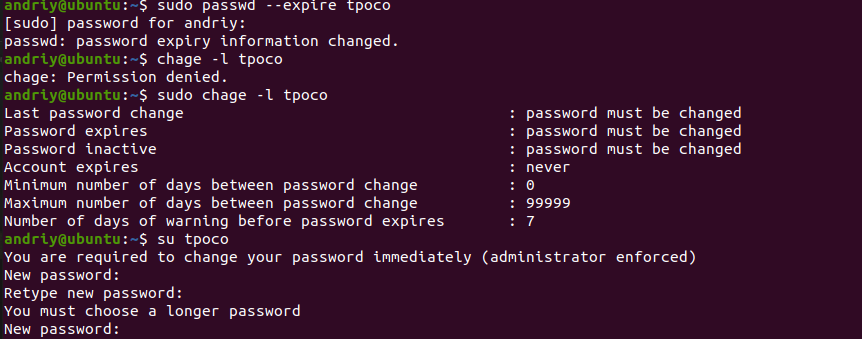 andriy@ubuntu:~$ sudo passwd --expire tpoco
[sudo] password for andriy:
passwd: password expiry information changed.
andriy@ubuntu:~$ chage -l tpoco
chage: Permission denied.
andriy@ubuntu:~$ sudo chage -l tpoco
Last password change : password must be changed
Password expires : password must be changed
Password inactive : password must be changed
Account expires : never
Minimum number of days between password change : 0
Maximum number of days between password change : 99999
Number of days of warning before password expires : 7
andriy@ubuntu:~$ su tpoco
You are required to change your password immediately (administrator enforced)
New password:
Retype new password:
You must choose a longer password
New password: